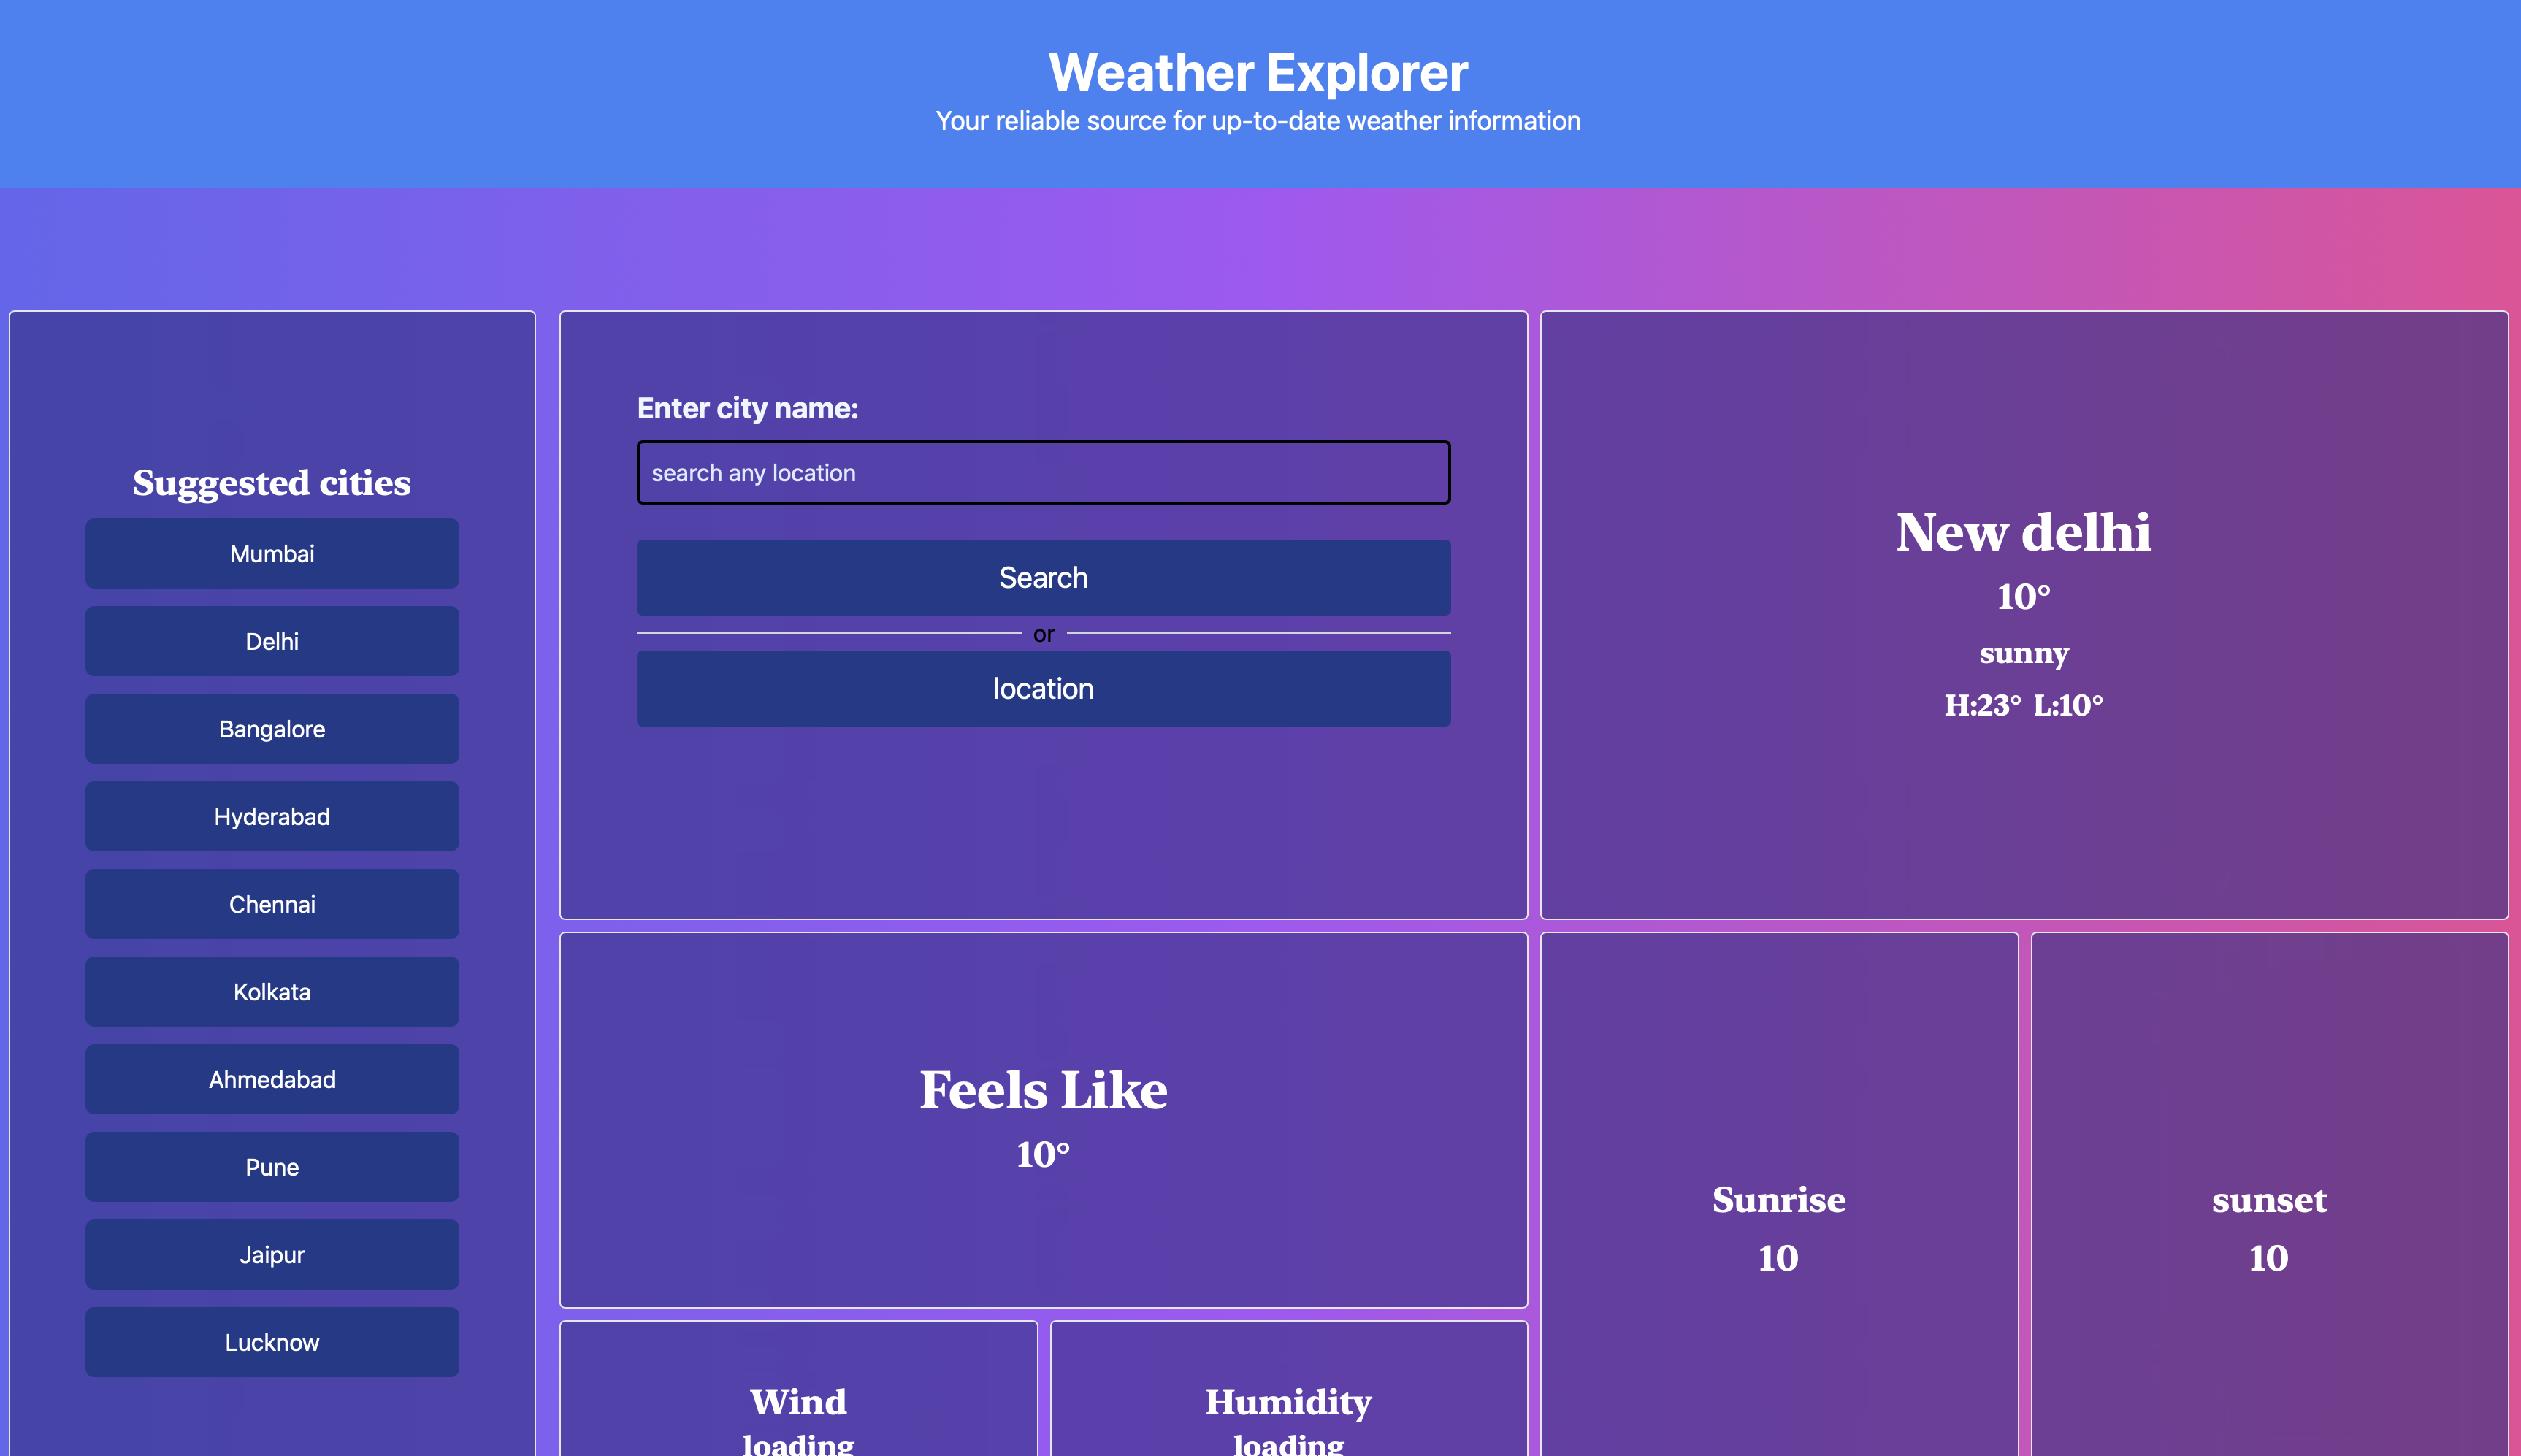 Weather Explorer
Your reliable source for up-to-date weather information
Suggested cities
Mumbai
Delhi
Bangalore
Hyderabad
Chennai
Kolkata
Ahmedabad
Pune
Jaipur
Lucknow
Enter city name:
search any location
Search
or
location
New delhi
10°
sunny
H:23° L:10°
Feels Like
10°
Sunrise
10
sunset
10
Wind
loading
Humidity
loading